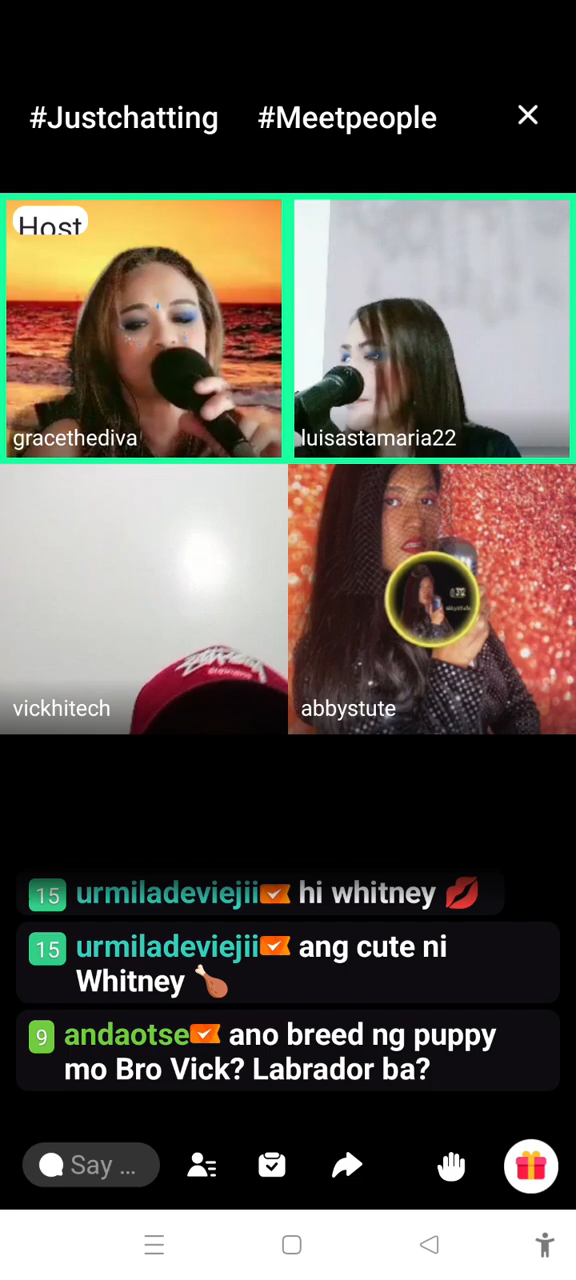 #Justchatting #Meetpeople
Host
gracethediva
luisastamaria22
vickhitech
abbystute
15 urmiladeviejii hi whitney 💋
15 urmiladeviejii ang cute ni
Whitney 🍗
9 andaotse ano breed ng puppy
mo Bro Vick? Labrador ba?
Say ...